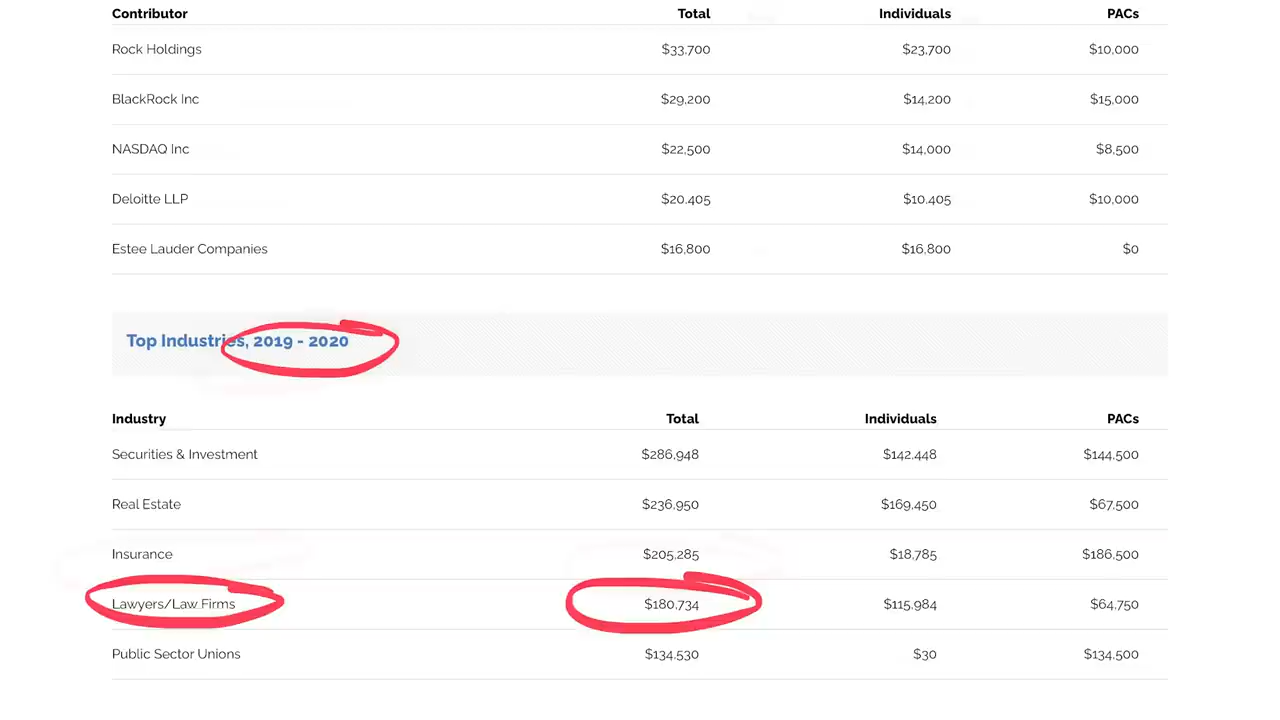 Contributor Total Individuals PACs
Rock Holdings $33,700 $23,700 $10,000
BlackRock Inc $29,200 $14,200 $15,000
NASDAQ Inc $22,500 $14,000 $8,500
Deloitte LLP $20,405 $10,405 $10,000
Estee Lauder Companies $16,800 $16,800 $0
Top Industries, 2019 - 2020
Industry Total Individuals PACs
Securities & Investment $286,948 $142,448 $144,500
Real Estate $236,950 $169,450 $67,500
Insurance $205,285 $18,785 $186,500
Lawyers/Law Firms $180,734 $115,984 $64,750
Public Sector Unions $134,530 $30 $134,500